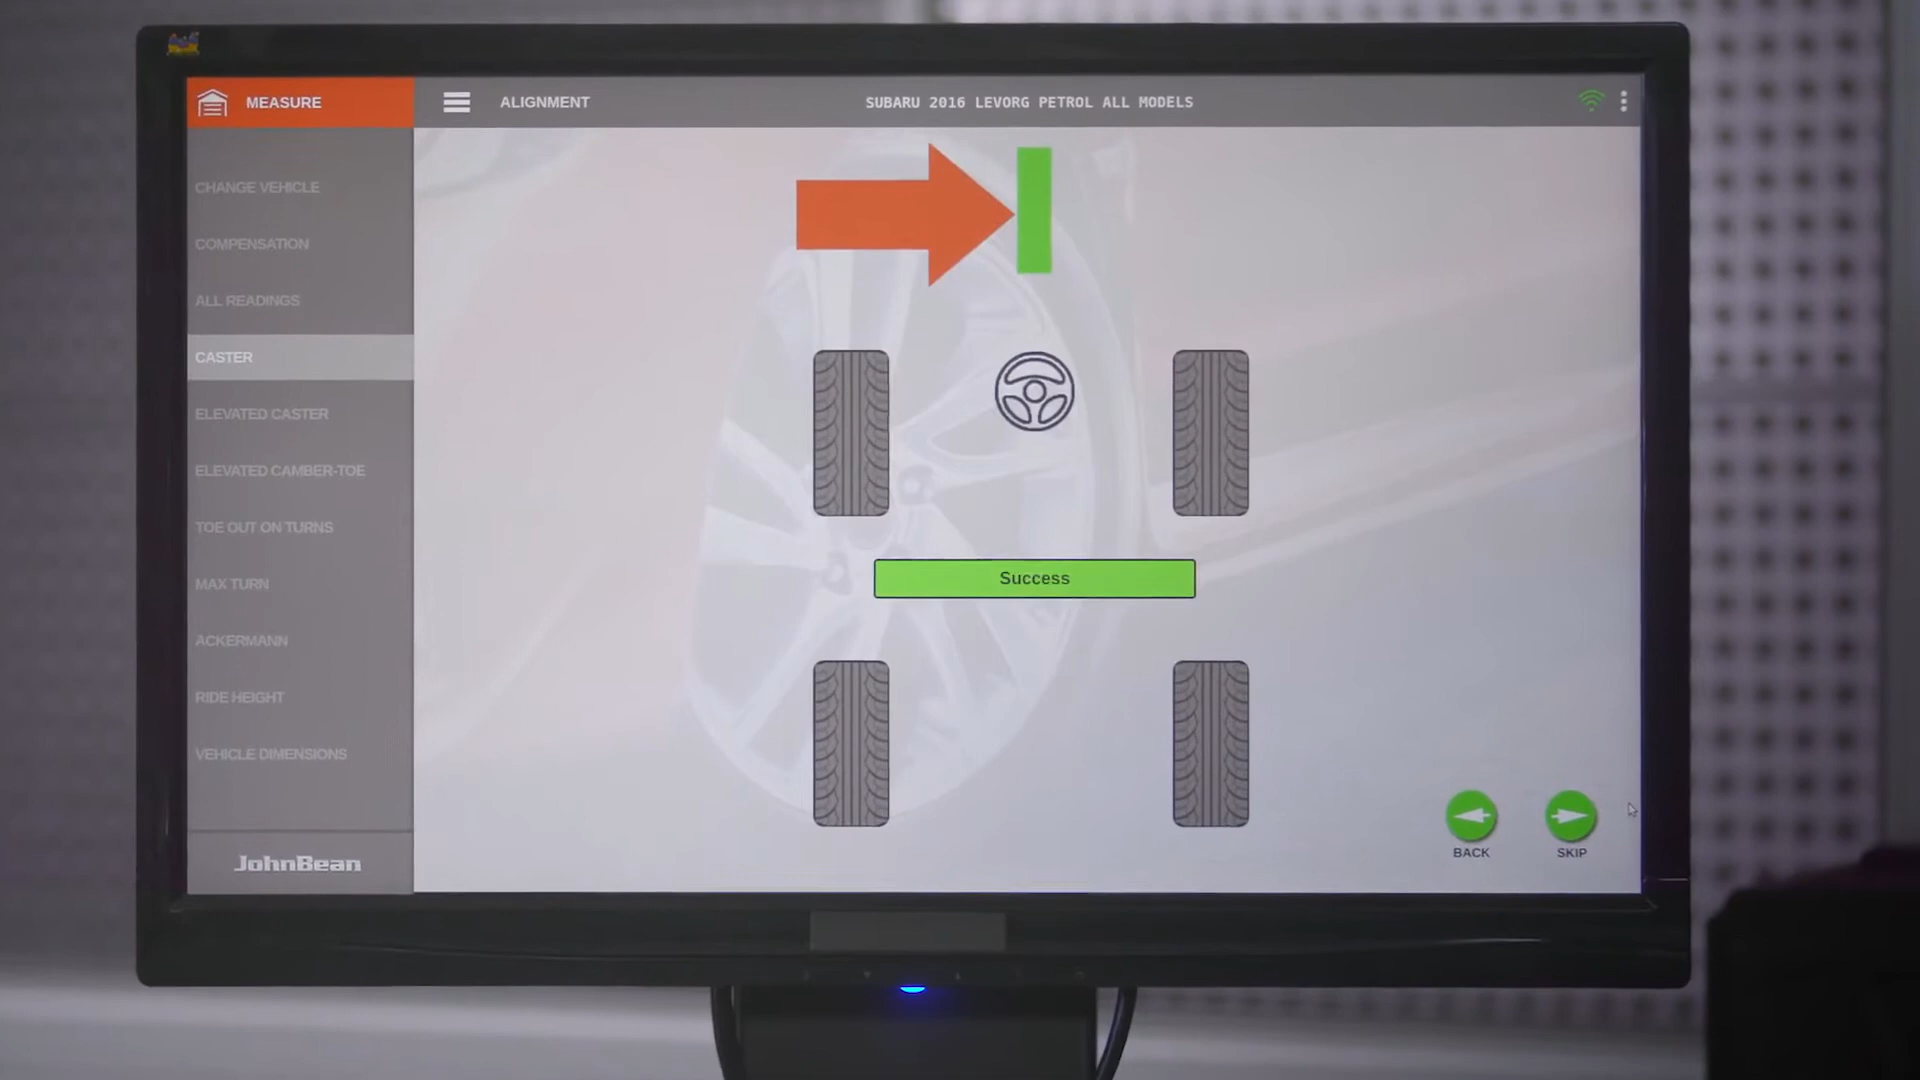 MEASURE
ALIGNMENT
SUBARU 2016 LEVORG PETROL ALL MODELS
CHANGE VEHICLE
COMPENSATION
ALL READINGS
CASTER
ELEVATED CASTER
ELEVATED CAMBER-TOE
TOE OUT ON TURNS
MAX TURN
ACKERMANN
RIDE HEIGHT
VEHICLE DIMENSIONS
Success
BACK
SKIP
JohnBean